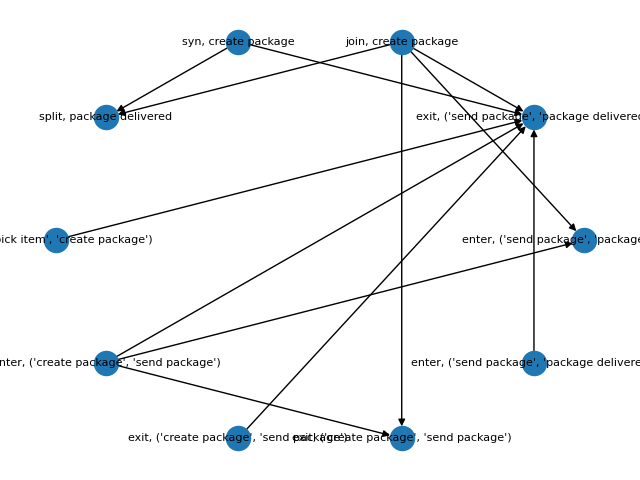 syn, create package
join, create package
split, package delivered
exit, ('send package', 'package delivered
pick item', 'create package')
enter, ('send package', 'package
enter, ('create package', 'send package')
enter, ('send package', 'package delivered
exit, ('create package', 'send package')
exit, ('create package', 'send package')